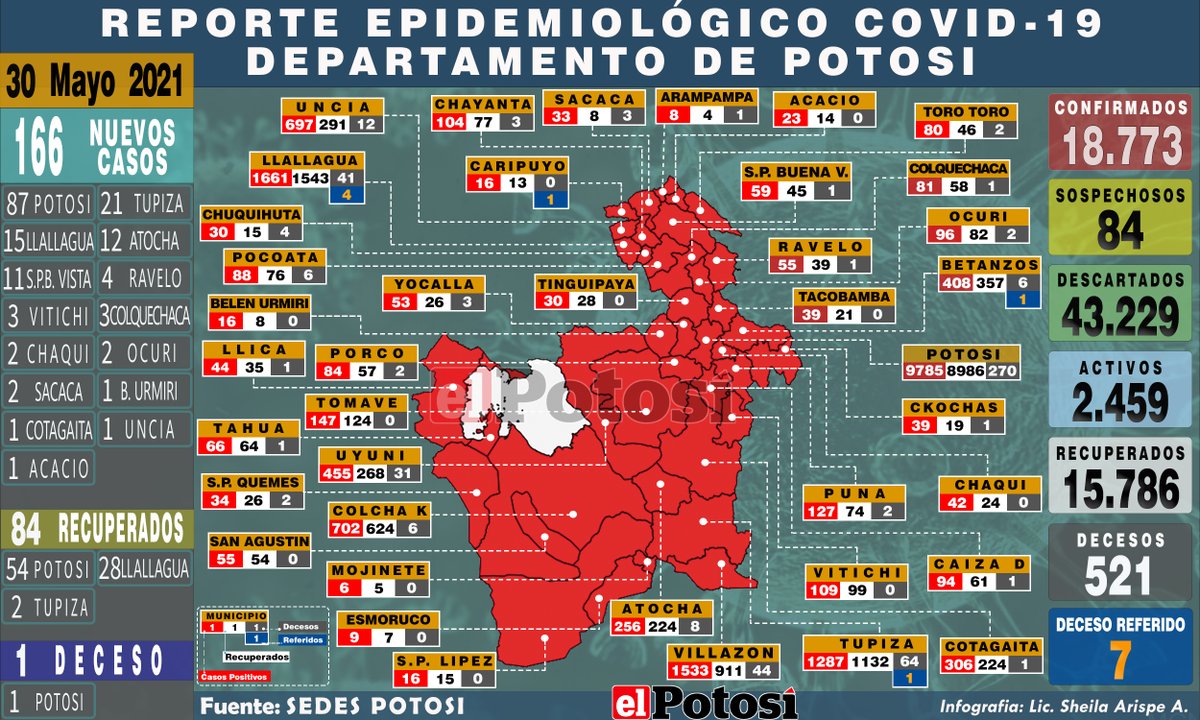 REPORTE EPIDEMIOLÓGICO COVID-19
DEPARTAMENTO DE POTOSI
30 Mayo 2021
166 NUEVOS CASOS
87 POTOSI 21 TUPIZA
15 LLALLAGUA 12 ATOCHA
11 S.P.B. VISTA 4 RAVELO
3 VITICHI 3 COLQUECHACA
2 CHAQUI 2 OCURI
2 SACACA 1 B. URMIRI
1 COTAGAITA 1 UNCIA
1 ACACIO
84 RECUPERADOS
54 POTOSI 28 LLALLAGUA
2 TUPIZA
1 DECESO
1 POTOSI
UNCIA
697 291 12
CHAYANTA
104 77 3
SACACA
33 8 3
ARAMPAMPA
8 4 1
ACACIO
23 14 0
TORO TORO
80 46 2
LLALLAGUA
1661 1543 41
4
CARIPUYO
16 13 0
1
S.P. BUENA V.
59 45 1
COLQUECHACA
81 58 1
CHUQUIHUTA
30 15 4
OCURI
96 82 2
POCOATA
88 76 6
RAVELO
55 39 1
YOCALLA
53 26 3
TINGUIPAYA
30 28 0
BETANZOS
408 357 6
1
BELEN URMIRI
16 8 0
TACOBAMBA
39 21 0
LLICA
44 35 1
PORCO
84 57 2
POTOSI
9785 8986 270
el Potosí
TOMAVE
147 124 0
CKOCHAS
39 19 1
TAHUA
66 64 1
UYUNI
455 268 31
S.P. QUEMES
34 26 2
PUNA
127 74 2
CHAQUI
42 24 0
COLCHA K
702 624 6
SAN AGUSTIN
55 54 0
MOJINETE
6 5 0
VITICHI
109 99 0
CAIZA D
94 61 1
ESMORUCO
9 7 0
ATOCHA
256 224 8
S.P. LIPEZ
16 15 0
VILLAZON
1533 911 44
TUPIZA
1287 1132 64
1
COTAGAITA
306 224 1
MUNICIPIO
1 1 1 Decesos
1 Referidos
Recuperados
Casos Positivos
CONFIRMADOS
18.773
SOSPECHOSOS
84
DESCARTADOS
43.229
ACTIVOS
2.459
RECUPERADOS
15.786
DECESOS
521
DECESO REFERIDO
7
Fuente: SEDES POTOSI
el Potosí
Infografia: Lic. Sheila Arispe A.